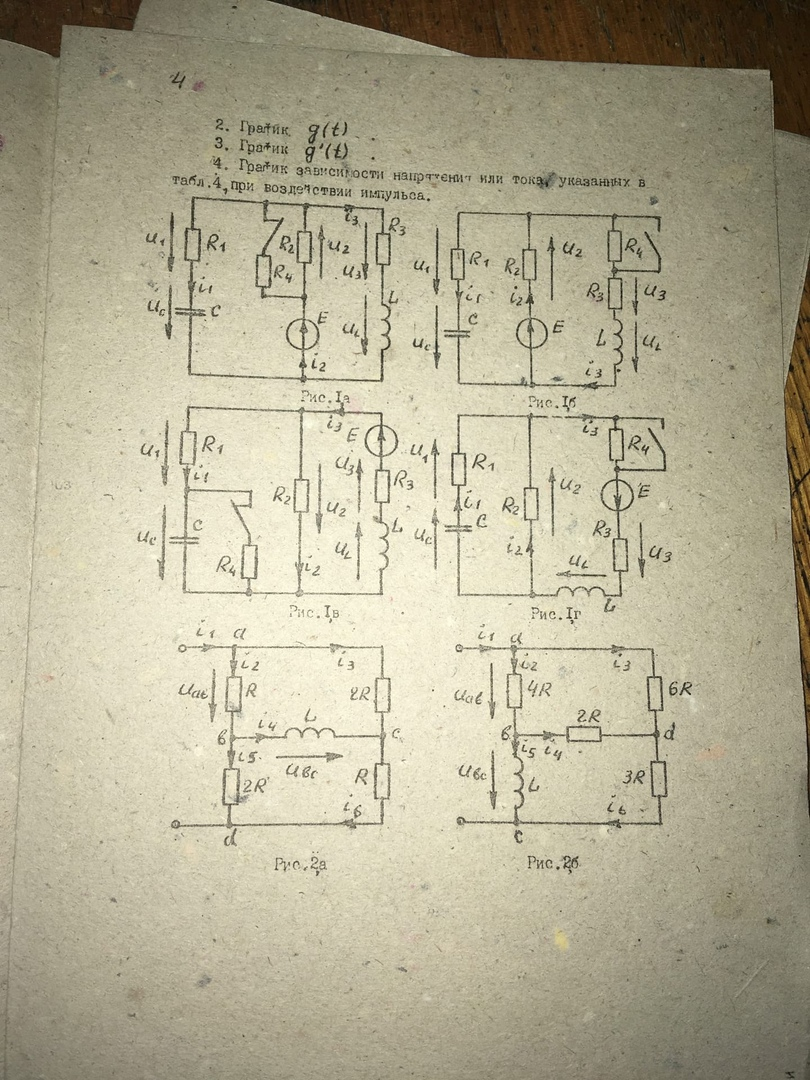 4
2. График g(t) .
3. График g'(t) .
4. График зависимости напряжения или тока, указанных в
табл.4, при воздействии импульса.
u1 R1 i1 uc C R2 R4 u2 E i2 i3 R3 u3 L uL
Рис.1а
u1 R1 i1 uc C R2 i2 u2 E R4 R3 u3 L uL i3
Рис.1б
u1 R1 i1 uc C R4 R2 u2 i2 i3 E u3 R3 uL L
Рис.1в
u1 R1 i1 uc C R2 i2 u2 i3 R4 E R3 u3 uL L
Рис.1г
i1 a i2 i3 uaв R 2R в i4 L c i5 uвc 2R R i6 d
Рис.2а
i1 a i2 i3 uaв 4R 6R 2R в i5 i4 d uвc L 3R i6 c
Рис.2б